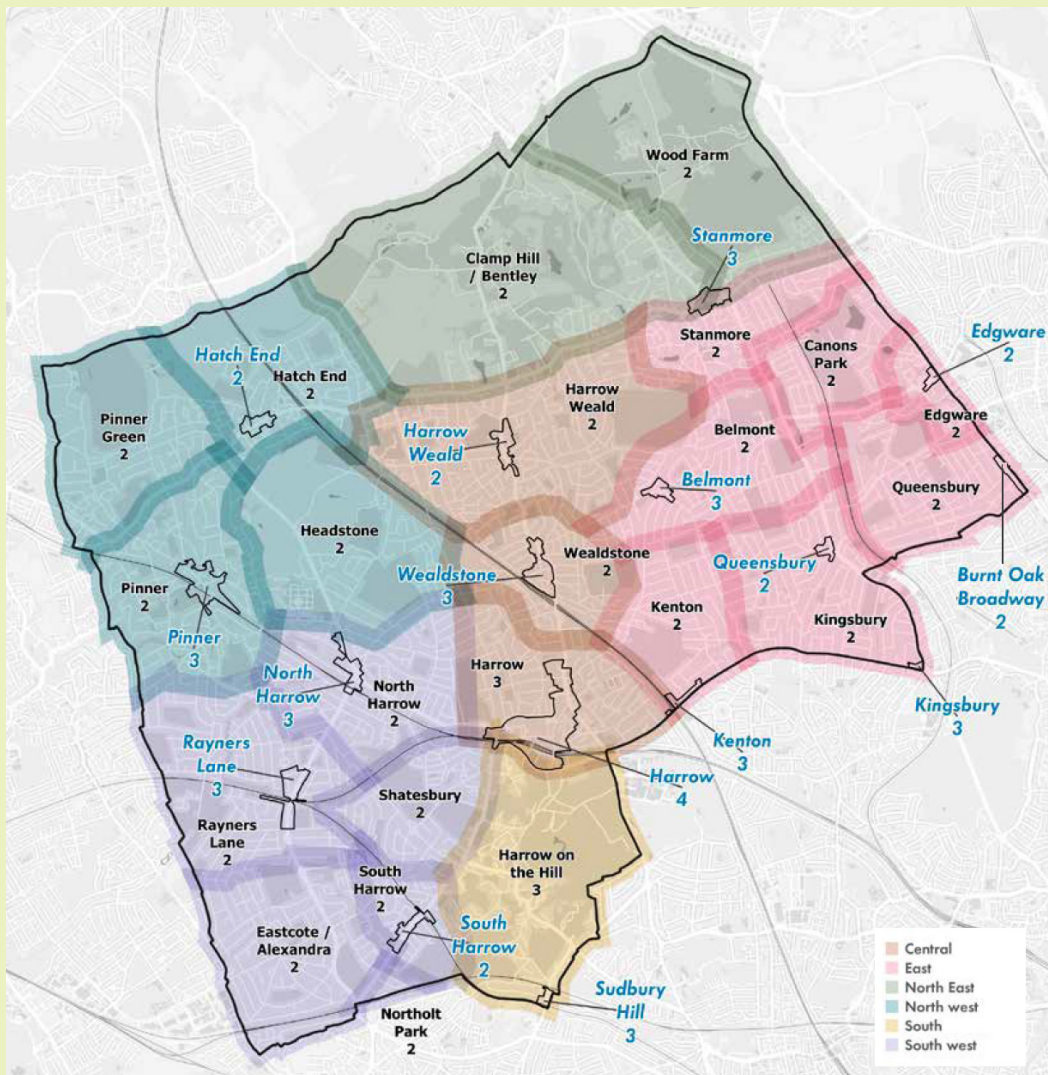 Wood Farm
2
Stanmore
3
Clamp Hill
/ Bentley
2
Stanmore
2
Canons
Park
2
Edgware
2
Hatch End
2
Hatch End
2
Harrow
Weald
2
Pinner
Green
2
Harrow
Weald
2
Belmont
2
Edgware
2
Belmont
3
Queensbury
2
Headstone
2
Wealdstone
2
Wealdstone
3
Queensbury
2
Burnt Oak
Broadway
2
Pinner
2
Kenton
2
Kingsbury
2
Pinner
3
North
Harrow
3
Harrow
3
North
Harrow
2
Kingsbury
3
Kenton
3
Rayners
Lane
3
Harrow
4
Shatesbury
2
Rayners
Lane
2
Harrow on
the Hill
3
South
Harrow
2
Eastcote /
Alexandra
2
South
Harrow
2
Sudbury
Hill
3
Northolt
Park
2
Central
East
North East
North west
South
South west